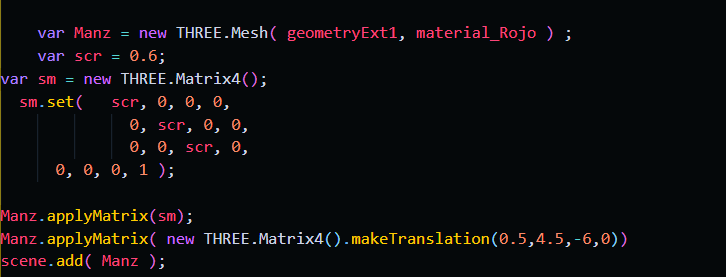 var Manz = new THREE.Mesh( geometryExt1, material_Rojo ) ;
var scr = 0.6;
var sm = new THREE.Matrix4();
sm.set( scr, 0, 0, 0,
0, scr, 0, 0,
0, 0, scr, 0,
0, 0, 0, 1 );
Manz.applyMatrix(sm);
Manz.applyMatrix( new THREE.Matrix4().makeTranslation(0.5,4.5,-6,0))
scene.add( Manz );